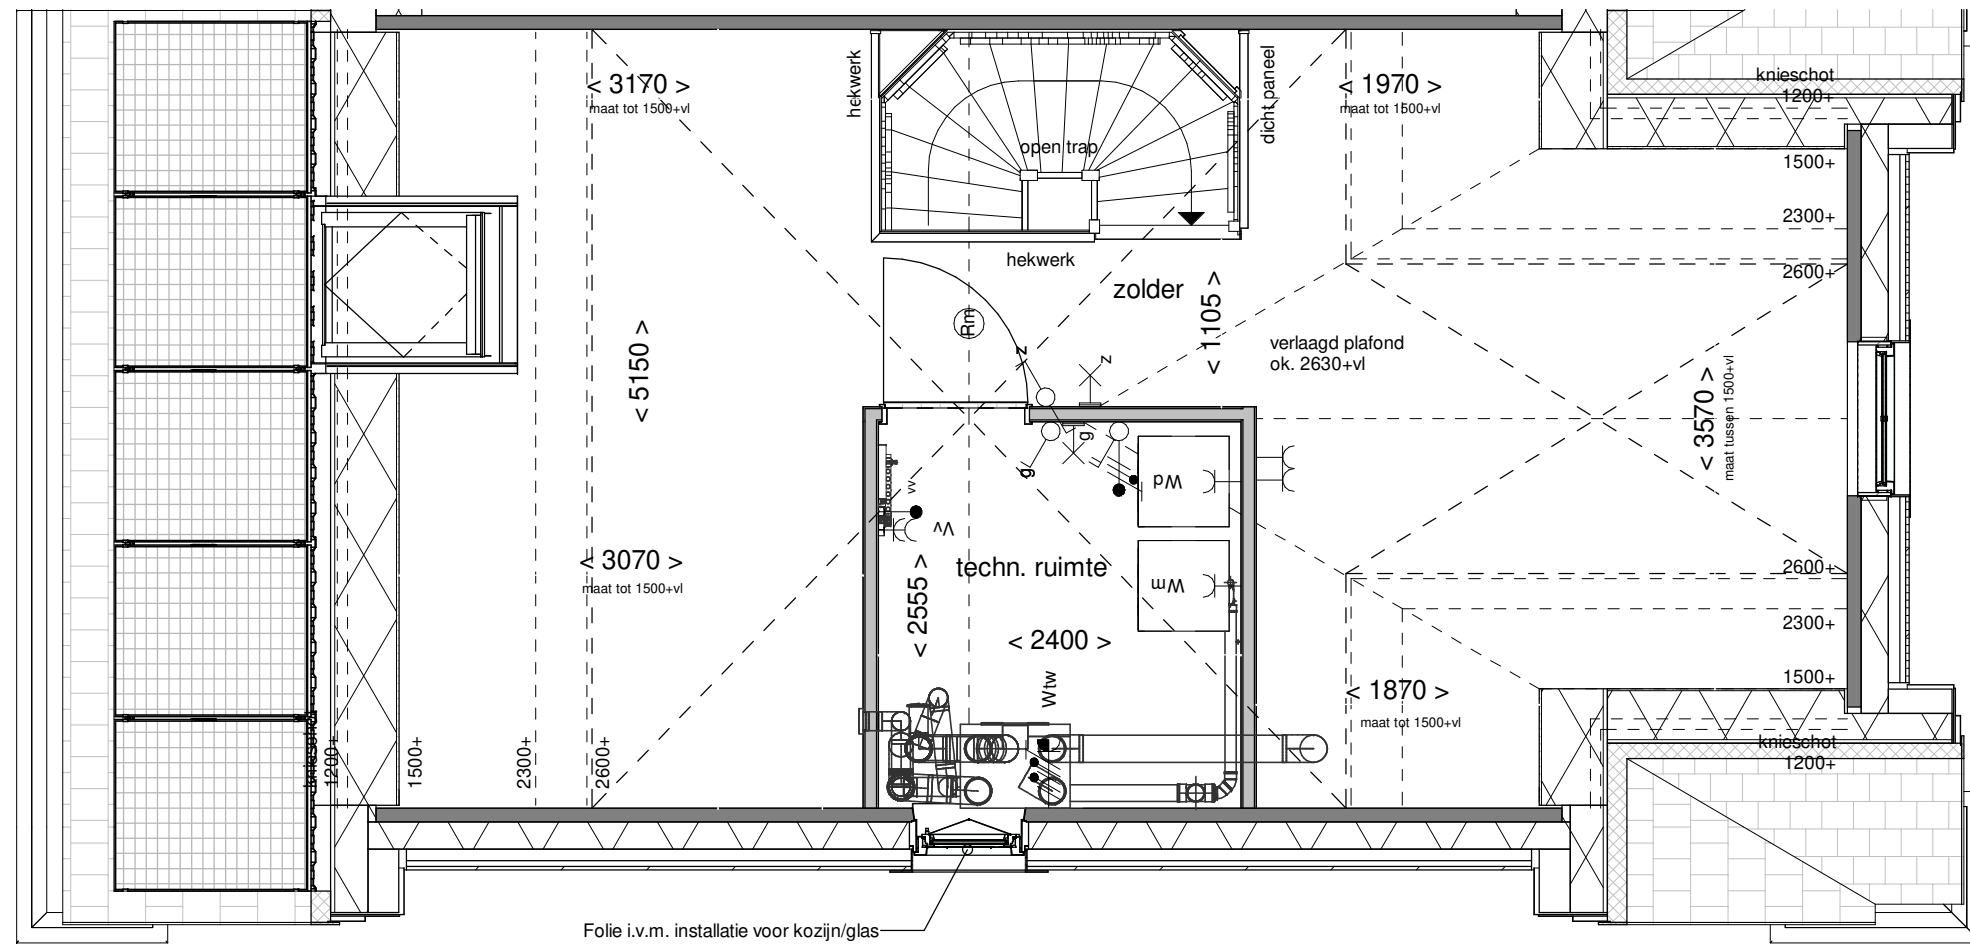 hekwerk
dicht paneel
< 3170 >
maat tot 1500+vl
< 1970 >
maat tot 1500+vl
knieschot
1200+
open trap
1500+
2300+
hekwerk
2600+
zolder
< 1105 >
Rm
verlaagd plafond
ok. 2630+vl
< 5150 >
z
z
< 3570 >
maat tussen 1500+vl
g
g
Wd
vv
Vv
< 3070 >
maat tot 1500+vl
techn. ruimte
Wm
< 2555 >
< 2400 >
2600+
2300+
1500+
Wtw
< 1870 >
maat tot 1500+vl
knieschot
1200+
1200+
1500+
2300+
2600+
Folie i.v.m. installatie voor kozijn/glas